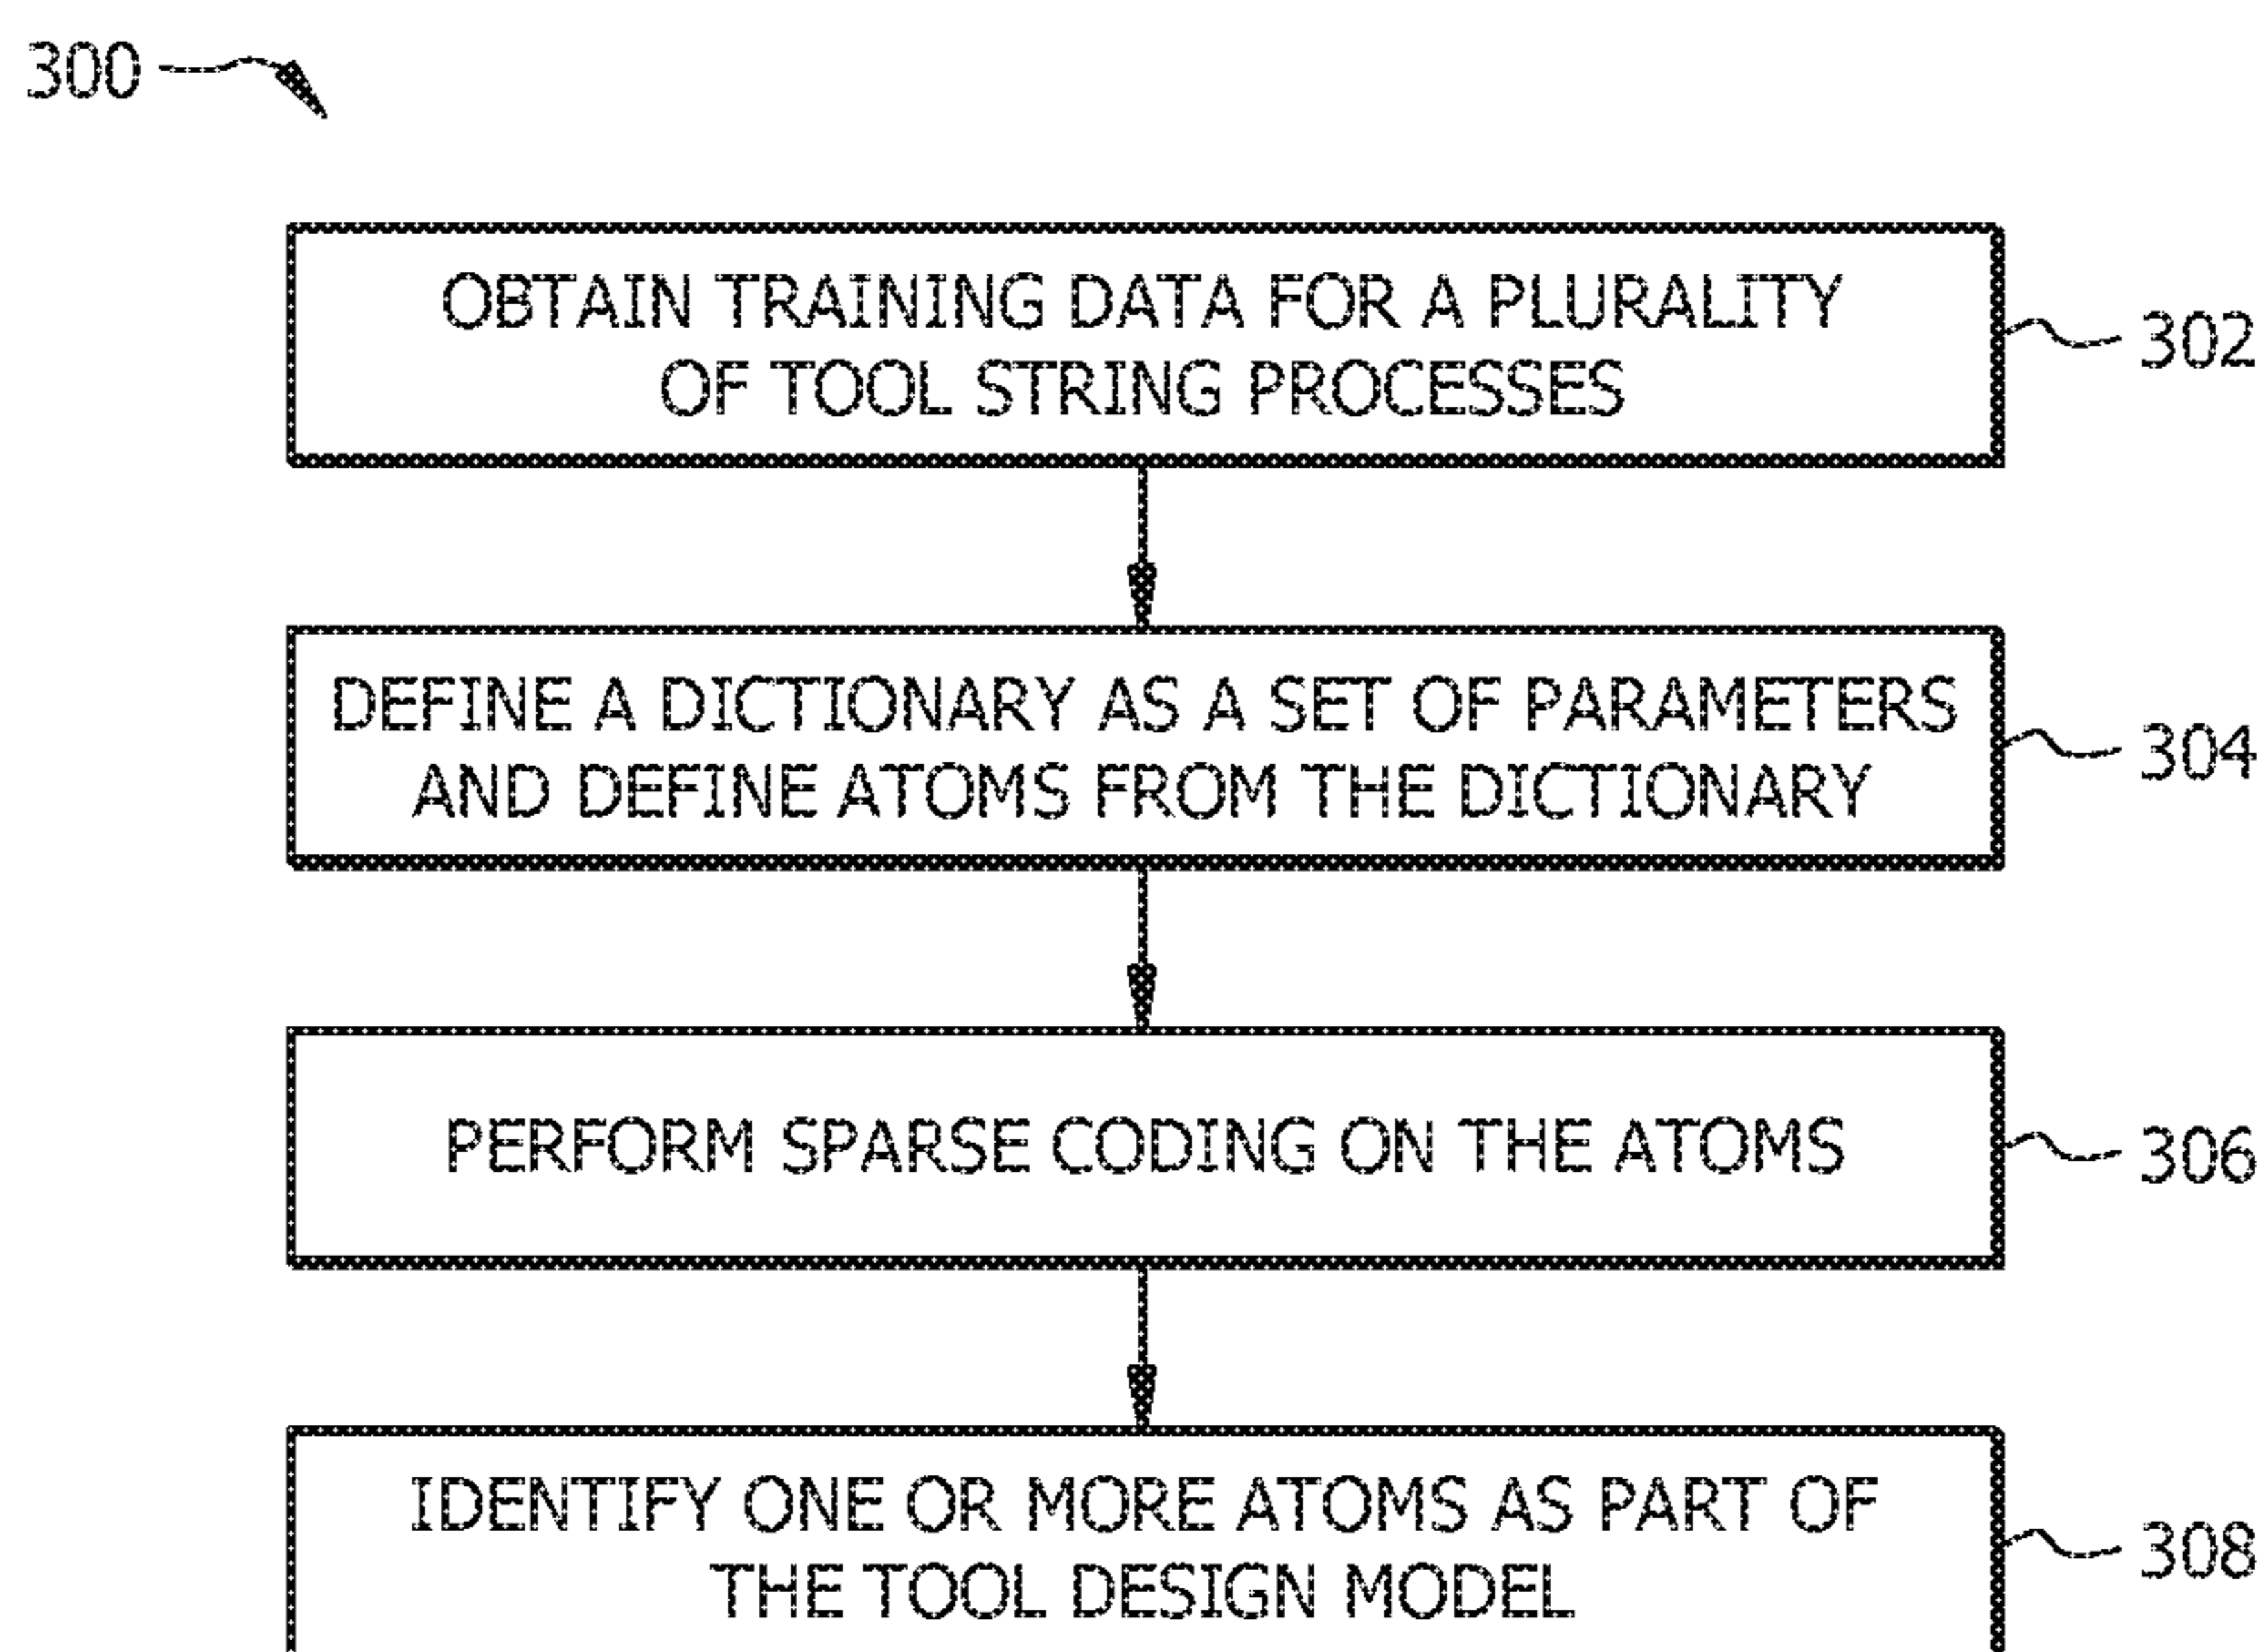 300
OBTAIN TRAINING DATA FOR A PLURALITY
OF TOOL STRING PROCESSES
302
DEFINE A DICTIONARY AS A SET OF PARAMETERS
AND DEFINE ATOMS FROM THE DICTIONARY
304
PERFORM SPARSE CODING ON THE ATOMS
306
IDENTIFY ONE OR MORE ATOMS AS PART OF
THE TOOL DESIGN MODEL
308